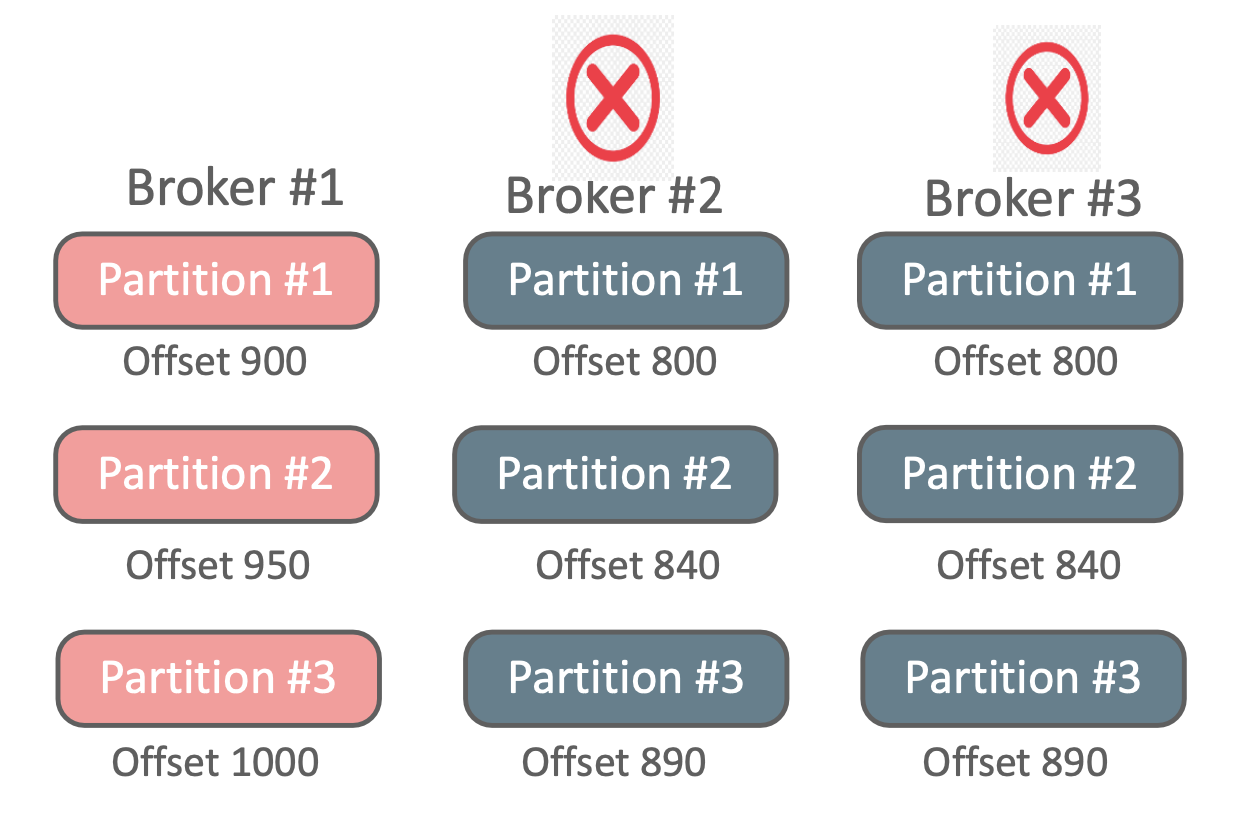 Broker #1
Broker #2
Broker #3
Partition #1
Partition #1
Partition #1
Offset 900
Offset 800
Offset 800
Partition #2
Partition #2
Partition #2
Offset 950
Offset 840
Offset 840
Partition #3
Partition #3
Partition #3
Offset 1000
Offset 890
Offset 890